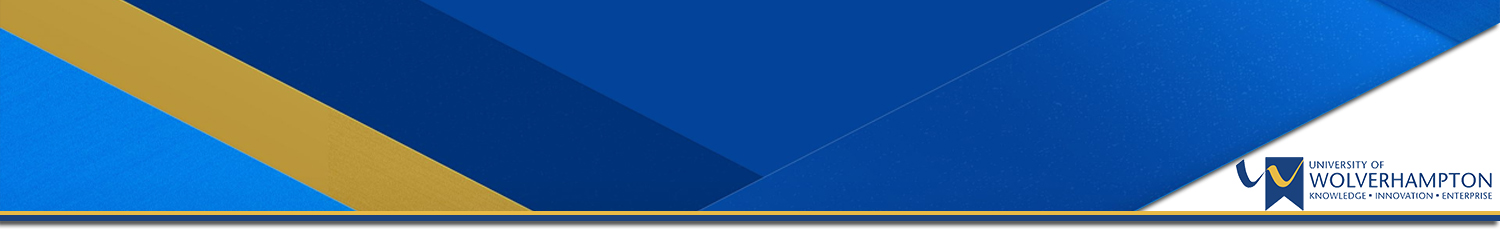 UNIVERSITY OF
WOLVERHAMPTON
KNOWLEDGE • INNOVATION • ENTERPRISE